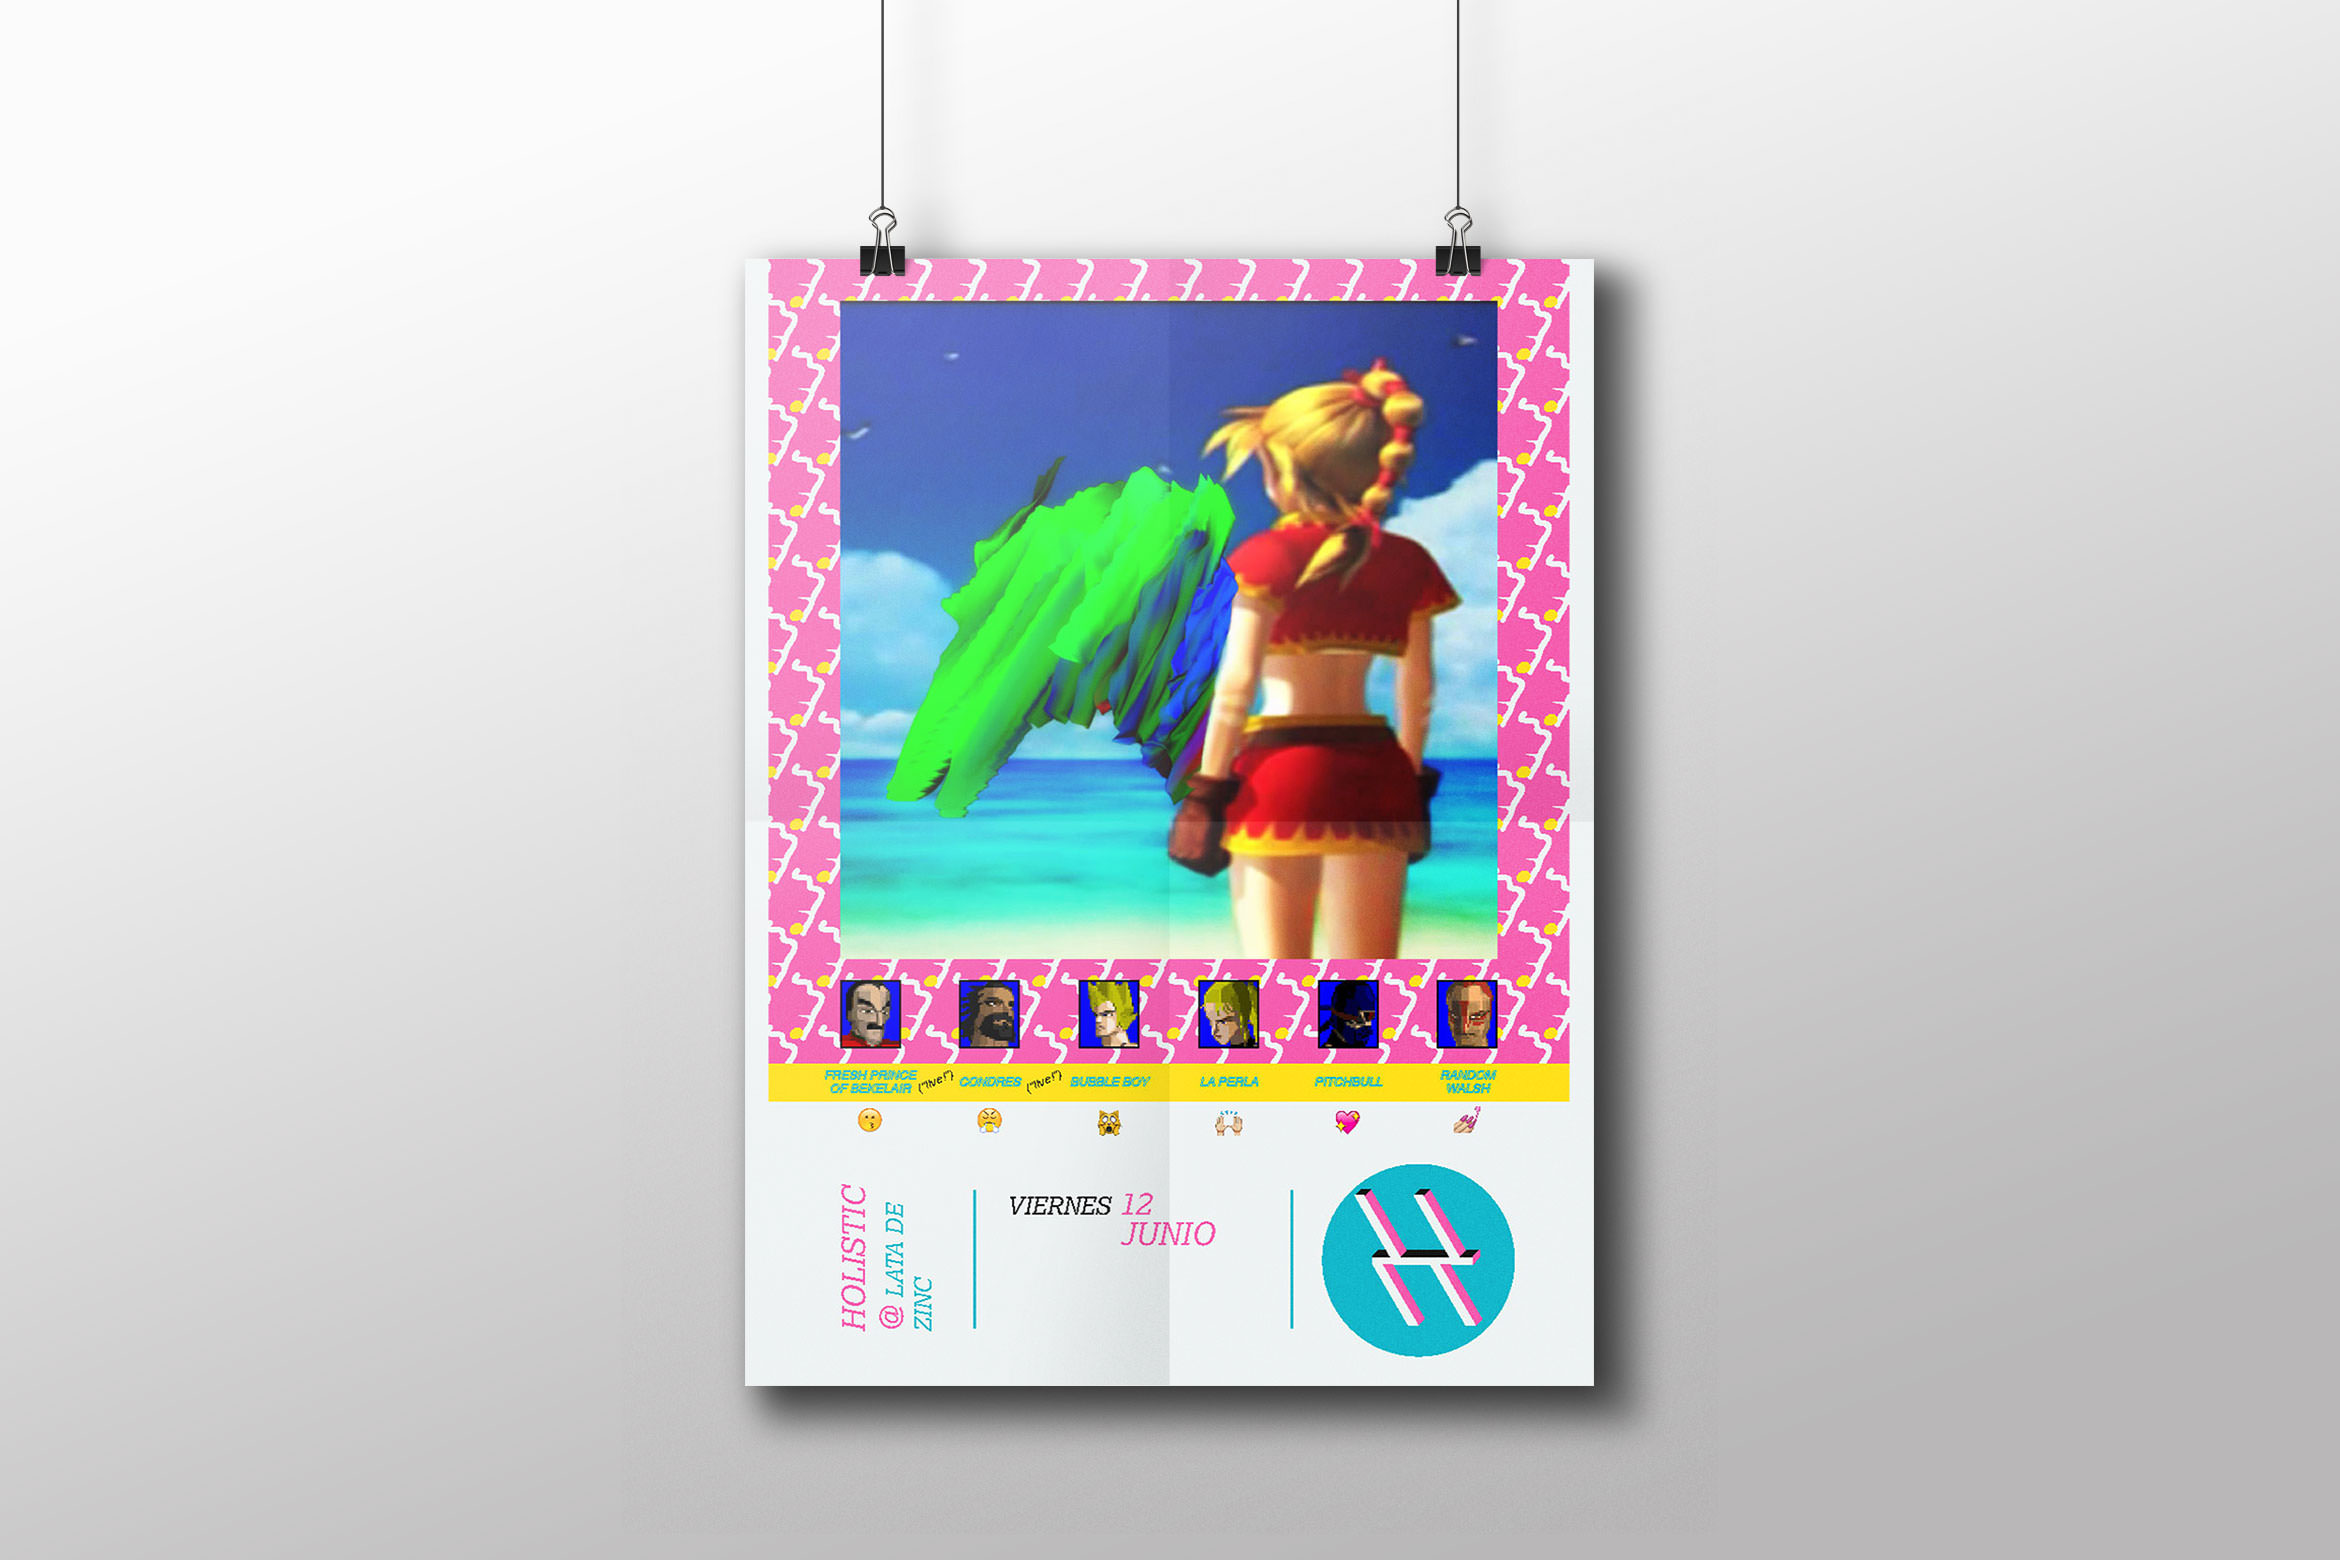 FRESH PRINCE
OF BEKELAIR
("live!")
CONDRES
("live!")
BUBBLE BOY
LA PERLA
PITCHBULL
RANDOM
WALSH
HOLISTIC
@ LATA DE
ZINC
VIERNES 12
JUNIO
H